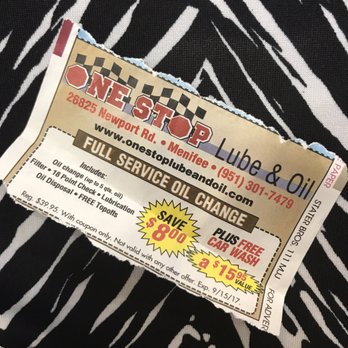 ONE STOP Lube & Oil
26825 Newport Rd. • Menifee • (951) 301-7479
www.onestoplubeandoil.com
FULL SERVICE OIL CHANGE
Includes:
Oil change (up to 5 qts. oil)
Filter • 18 Point Check • Lubrication
Oil Disposal • FREE Topoffs
SAVE
$8.00
PLUS FREE
CAR WASH
a $15.95
VALUE
Reg. $39.95. With coupon only. Not valid with any other offer. Exp. 9/15/17.
PAPER
STATER BROS. 111 MAJ
FOR ADVER